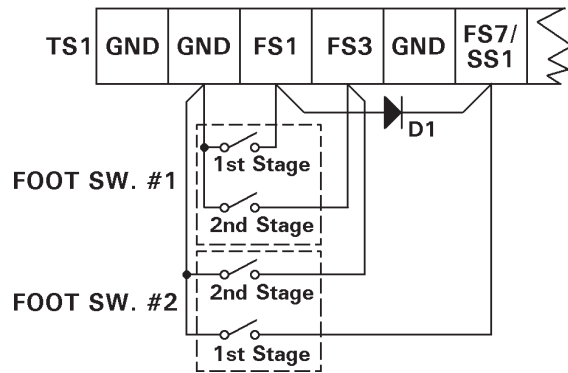 TS1 GND GND FS1 FS3 GND FS7/
SS1
D1
1st Stage
FOOT SW. #1
2nd Stage
2nd Stage
FOOT SW. #2
1st Stage